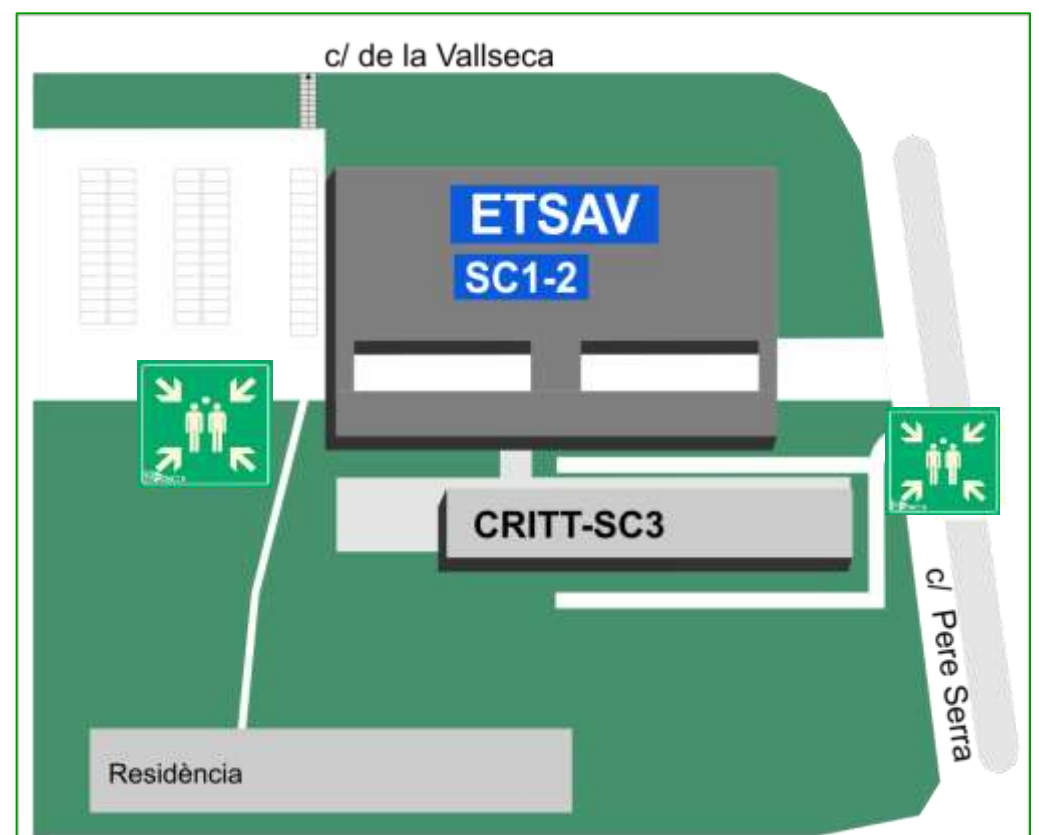 c/ de la Vallseca
ETSAV
SC1-2
CRITT-SC3
c/ Pere Serra
Residència